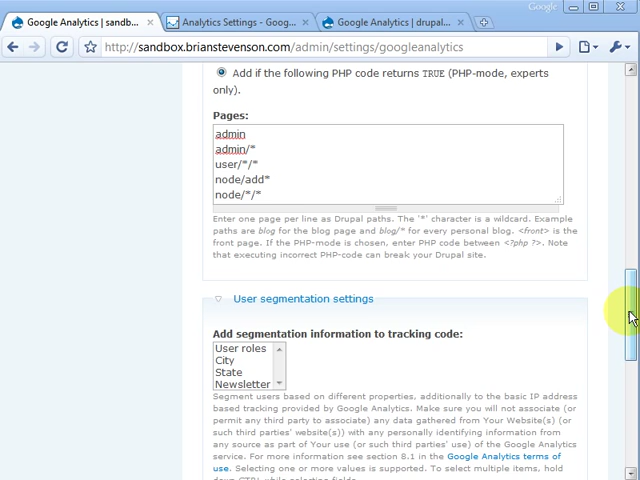 Google
Google Analytics | sandb...
Analytics Settings - Goog...
Google Analytics | drupal...
http://sandbox.brianstevenson.com/admin/settings/googleanalytics
Add if the following PHP code returns TRUE (PHP-mode, experts
only).
Pages:
admin
admin/*
user/*/*
node/add*
node/*/*
Enter one page per line as Drupal paths. The '*' character is a wildcard. Example
paths are blog for the blog page and blog/* for every personal blog. <front> is
the front page. If the PHP-mode is chosen, enter PHP code between <?php ?>. Note
that executing incorrect PHP-code can break your Drupal site.
User segmentation settings
Add segmentation information to tracking code:
User roles
City
State
Newsletter
Segment users based on different properties, additionally to the basic IP address
based tracking provided by Google Analytics. Make sure you will not associate (or
permit any third party to associate) any data gathered from Your Website(s) (or
such third parties' website(s)) with any personally identifying information from
any source as part of Your use (or such third parties' use) of the Google Analytics
service. For more information see section 8.1 in the Google Analytics terms of
use. Selecting one or more values is supported. To select multiple items, hold
down CTRL while selecting fields.